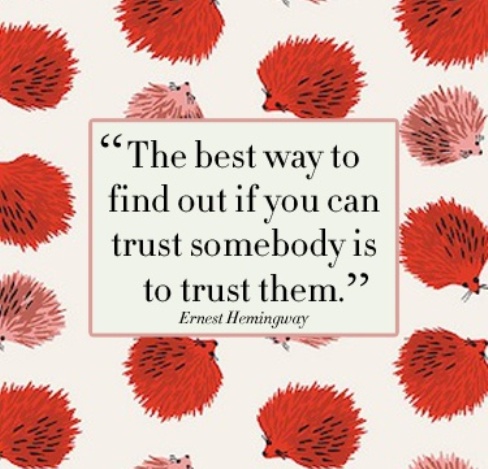 “The best way to
find out if you can
trust somebody is
to trust them.”
Ernest Hemingway